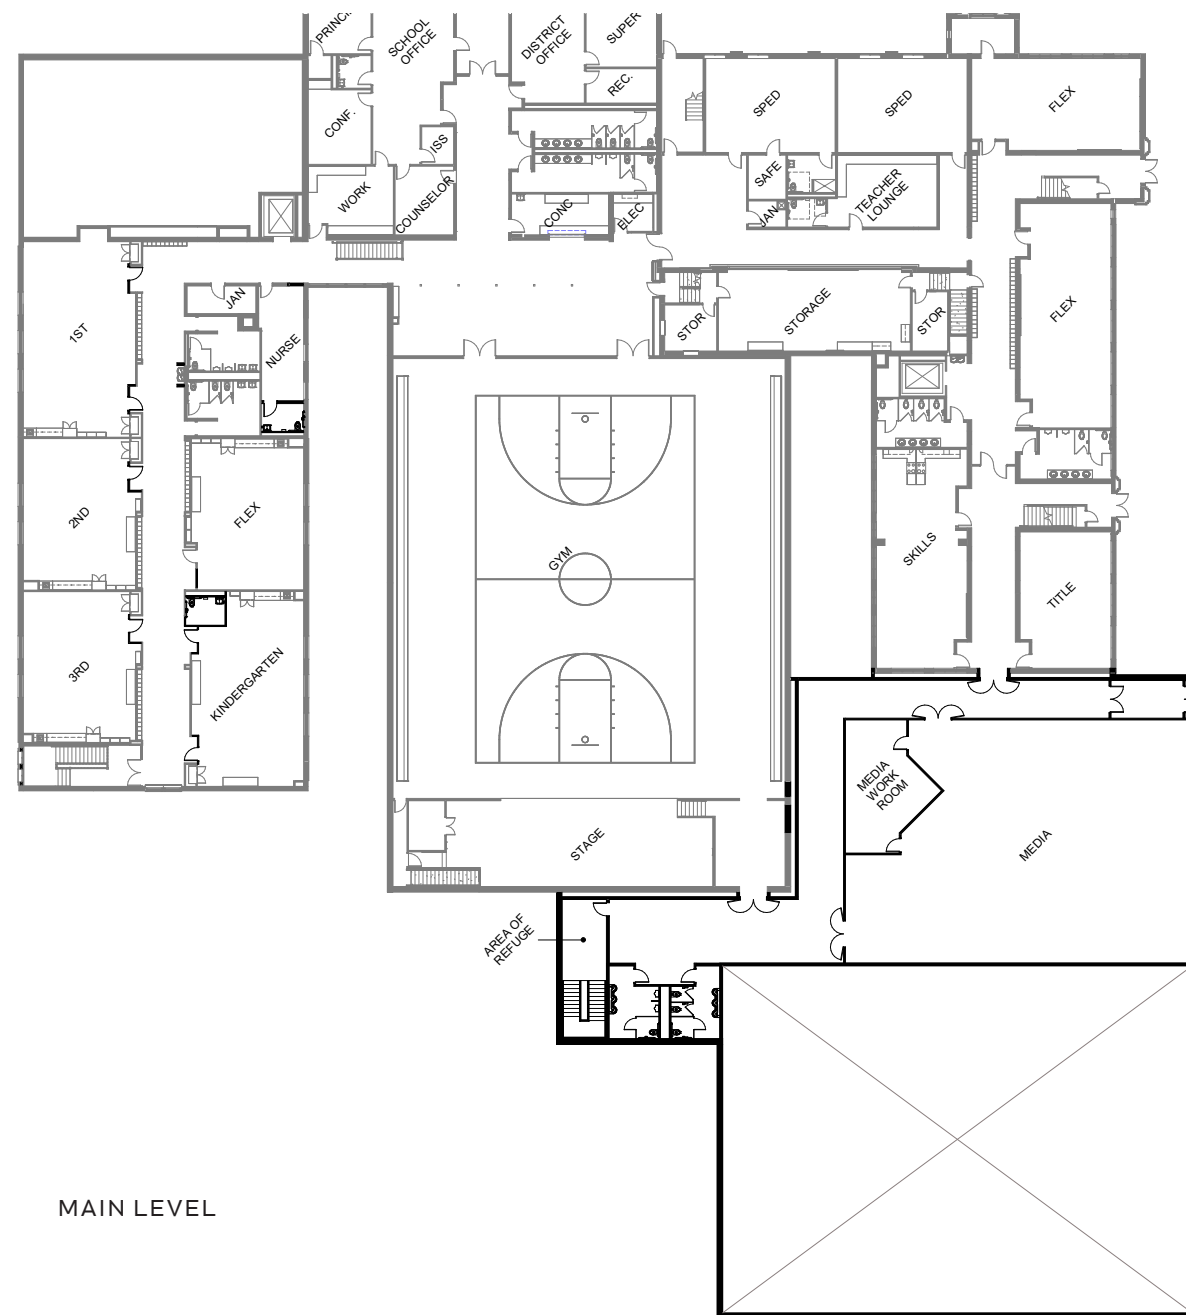 PRINCI
SCHOOL
OFFICE
DISTRICT
OFFICE
SUPER
REC.
CONF.
ISS
WORK
COUNSELOR
CONC
ELEC
SPED
SPED
FLEX
SAFE
JAN
TEACHER
LOUNGE
1ST
JAN
NURSE
STOR
STORAGE
STOR
FLEX
2ND
FLEX
GYM
SKILLS
TITLE
3RD
KINDERGARTEN
MEDIA
WORK
ROOM
MEDIA
STAGE
AREA OF
REFUGE
MAIN LEVEL